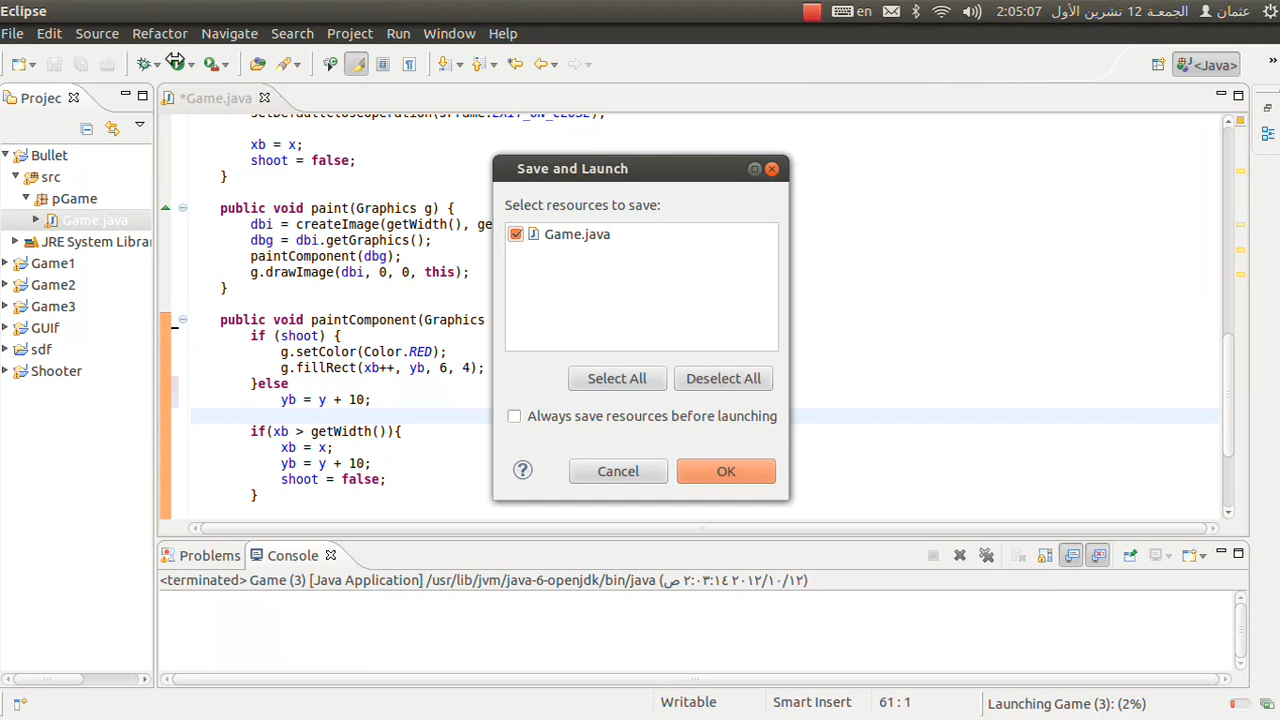 Eclipse
en
2:05:07 الجمعـة 12 تشرين الأول
عثمان
File Edit Source Refactor Navigate Search Project Run Window Help
<Java>
»
Projec
*Game.java
setDefaultCloseOperation(JFrame.EXIT_ON_CLOSE);
xb = x;
shoot = false;
}
public void paint(Graphics g) {
dbi = createImage(getWidth(), ge
dbg = dbi.getGraphics();
paintComponent(dbg);
g.drawImage(dbi, 0, 0, this);
}
public void paintComponent(Graphics
if (shoot) {
g.setColor(Color.RED);
g.fillRect(xb++, yb, 6, 4);
}else
yb = y + 10;
if(xb > getWidth()){
xb = x;
yb = y + 10;
shoot = false;
}
Bullet
src
pGame
Game.java
JRE System Librar
Game1
Game2
Game3
GUIf
sdf
Shooter
Save and Launch
Select resources to save:
Game.java
Select All
Deselect All
Always save resources before launching
Cancel
OK
Problems
Console
<terminated> Game (3) [Java Application] /usr/lib/jvm/java-6-openjdk/bin/java (٢٠١٢/١٠/١٢ ٢:٠٣:١٤ ص)
Writable
Smart Insert
61 : 1
Launching Game (3): (2%)